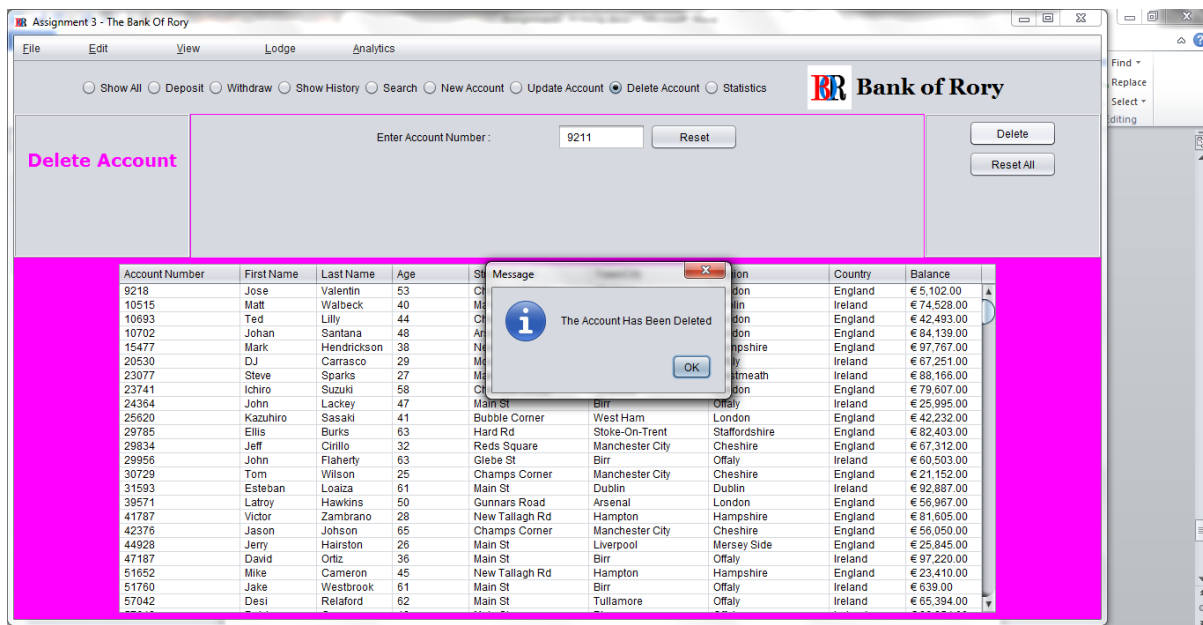 Assignment 3 - The Bank Of Rory
File Edit View Lodge Analytics
Find
Replace
Select
Editing
Show All Deposit Withdraw Show History Search New Account Update Account Delete Account Statistics
BR Bank of Rory
Delete Account
Enter Account Number : 9211 Reset
Delete
Reset All
Account Number First Name Last Name Age Country Balance
Message
The Account Has Been Deleted
OK
9218 Jose Valentin 53 England € 5,102.00
10515 Matt Walbeck 40 Ireland € 74,528.00
10693 Ted Lilly 44 England € 42,493.00
10702 Johan Santana 48 England € 84,139.00
15477 Mark Hendrickson 38 England € 97,767.00
20530 DJ Carrasco 29 Ireland € 67,251.00
23077 Steve Sparks 27 Ireland € 88,166.00
23741 Ichiro Suzuki 58 England € 79,607.00
24364 John Lackey 47 Main St Birr Offaly Ireland € 25,995.00
25620 Kazuhiro Sasaki 41 Bubble Corner West Ham London England € 42,232.00
29785 Ellis Burks 63 Hard Rd Stoke-On-Trent Staffordshire England € 82,403.00
29834 Jeff Cirillo 32 Reds Square Manchester City Cheshire England € 67,312.00
29956 John Flaherty 63 Glebe St Birr Offaly Ireland € 60,503.00
30729 Tom Wilson 25 Champs Corner Manchester City Cheshire England € 21,152.00
31593 Esteban Loaiza 61 Main St Dublin Dublin Ireland € 92,887.00
39571 Latroy Hawkins 50 Gunnars Road Arsenal London England € 56,967.00
41787 Victor Zambrano 28 New Tallagh Rd Hampton Hampshire England € 81,605.00
42376 Jason Johson 65 Champs Corner Manchester City Cheshire England € 56,050.00
44928 Jerry Hairston 26 Main St Liverpool Mersey Side England € 25,845.00
47187 David Ortiz 36 Main St Birr Offaly Ireland € 97,220.00
51652 Mike Cameron 45 New Tallagh Rd Hampton Hampshire England € 23,410.00
51760 Jake Westbrook 61 Main St Birr Offaly Ireland € 639.00
57042 Desi Relaford 62 Main St Tullamore Offaly Ireland € 65,394.00